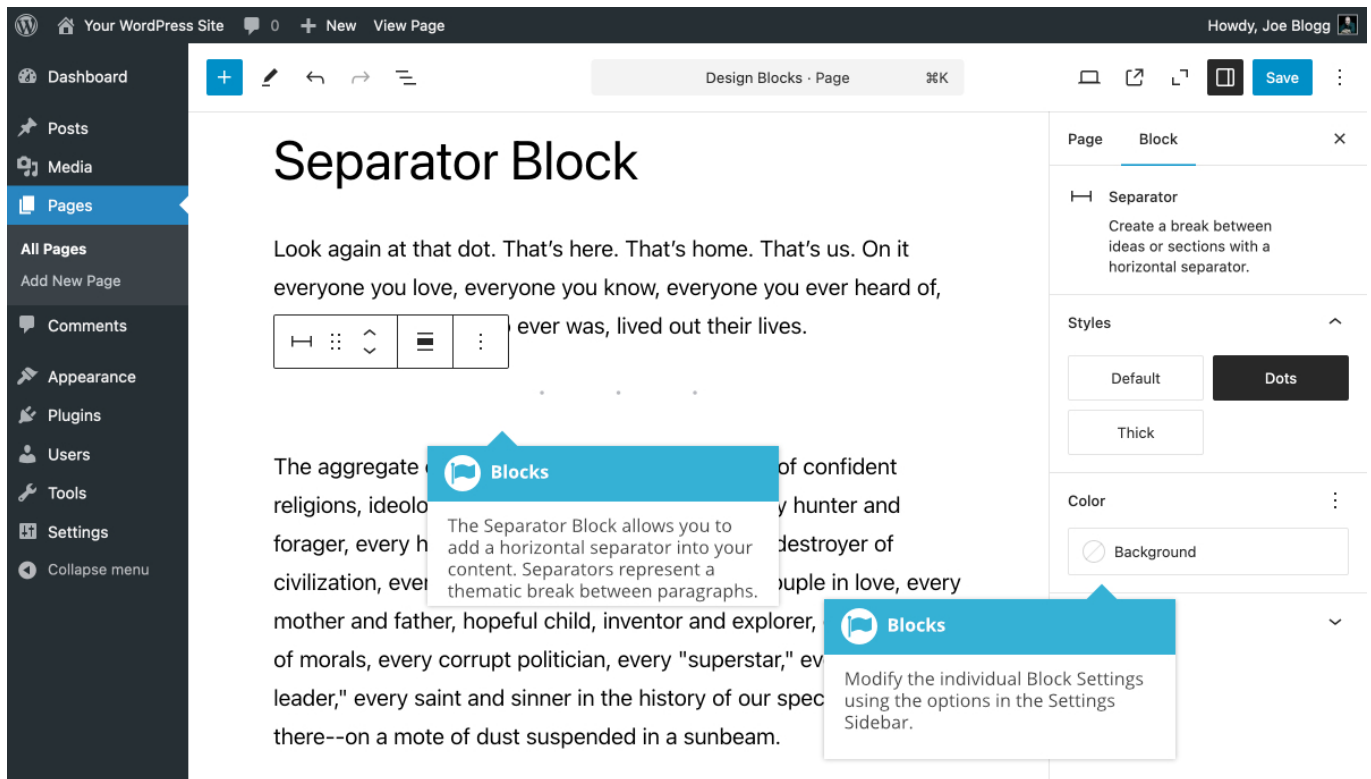 Your WordPress Site 0 New View Page Howdy, Joe Blogg
Dashboard
Posts
Media
Pages
All Pages
Add New Page
Comments
Appearance
Plugins
Users
Tools
Settings
Collapse menu
Design Blocks · Page ⌘K
Save
Separator Block
Look again at that dot. That’s here. That’s home. That’s us. On it
everyone you love, everyone you know, everyone you ever heard of,
ever was, lived out their lives.
The aggregate of confident
religions, ideolo y hunter and
forager, every h destroyer of
civilization, ever ouple in love, every
mother and father, hopeful child, inventor and explorer,
of morals, every corrupt politician, every "superstar," ev
leader," every saint and sinner in the history of our spec
there--on a mote of dust suspended in a sunbeam.
Blocks
The Separator Block allows you to
add a horizontal separator into your
content. Separators represent a
thematic break between paragraphs.
Page Block
Separator
Create a break between
ideas or sections with a
horizontal separator.
Styles
Default Dots
Thick
Color
Background
Blocks
Modify the individual Block Settings
using the options in the Settings
Sidebar.